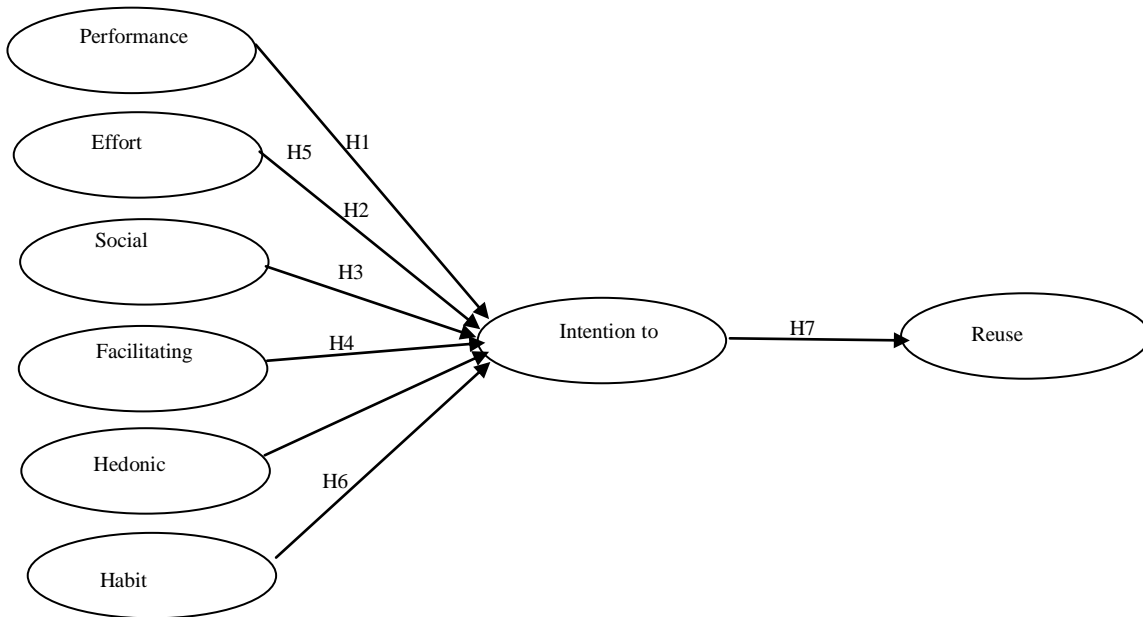 Performance
H1
Effort
H5
H2
Social
H3
Facilitating
H4
Intention to
H7
Reuse
Hedonic
H6
Habit